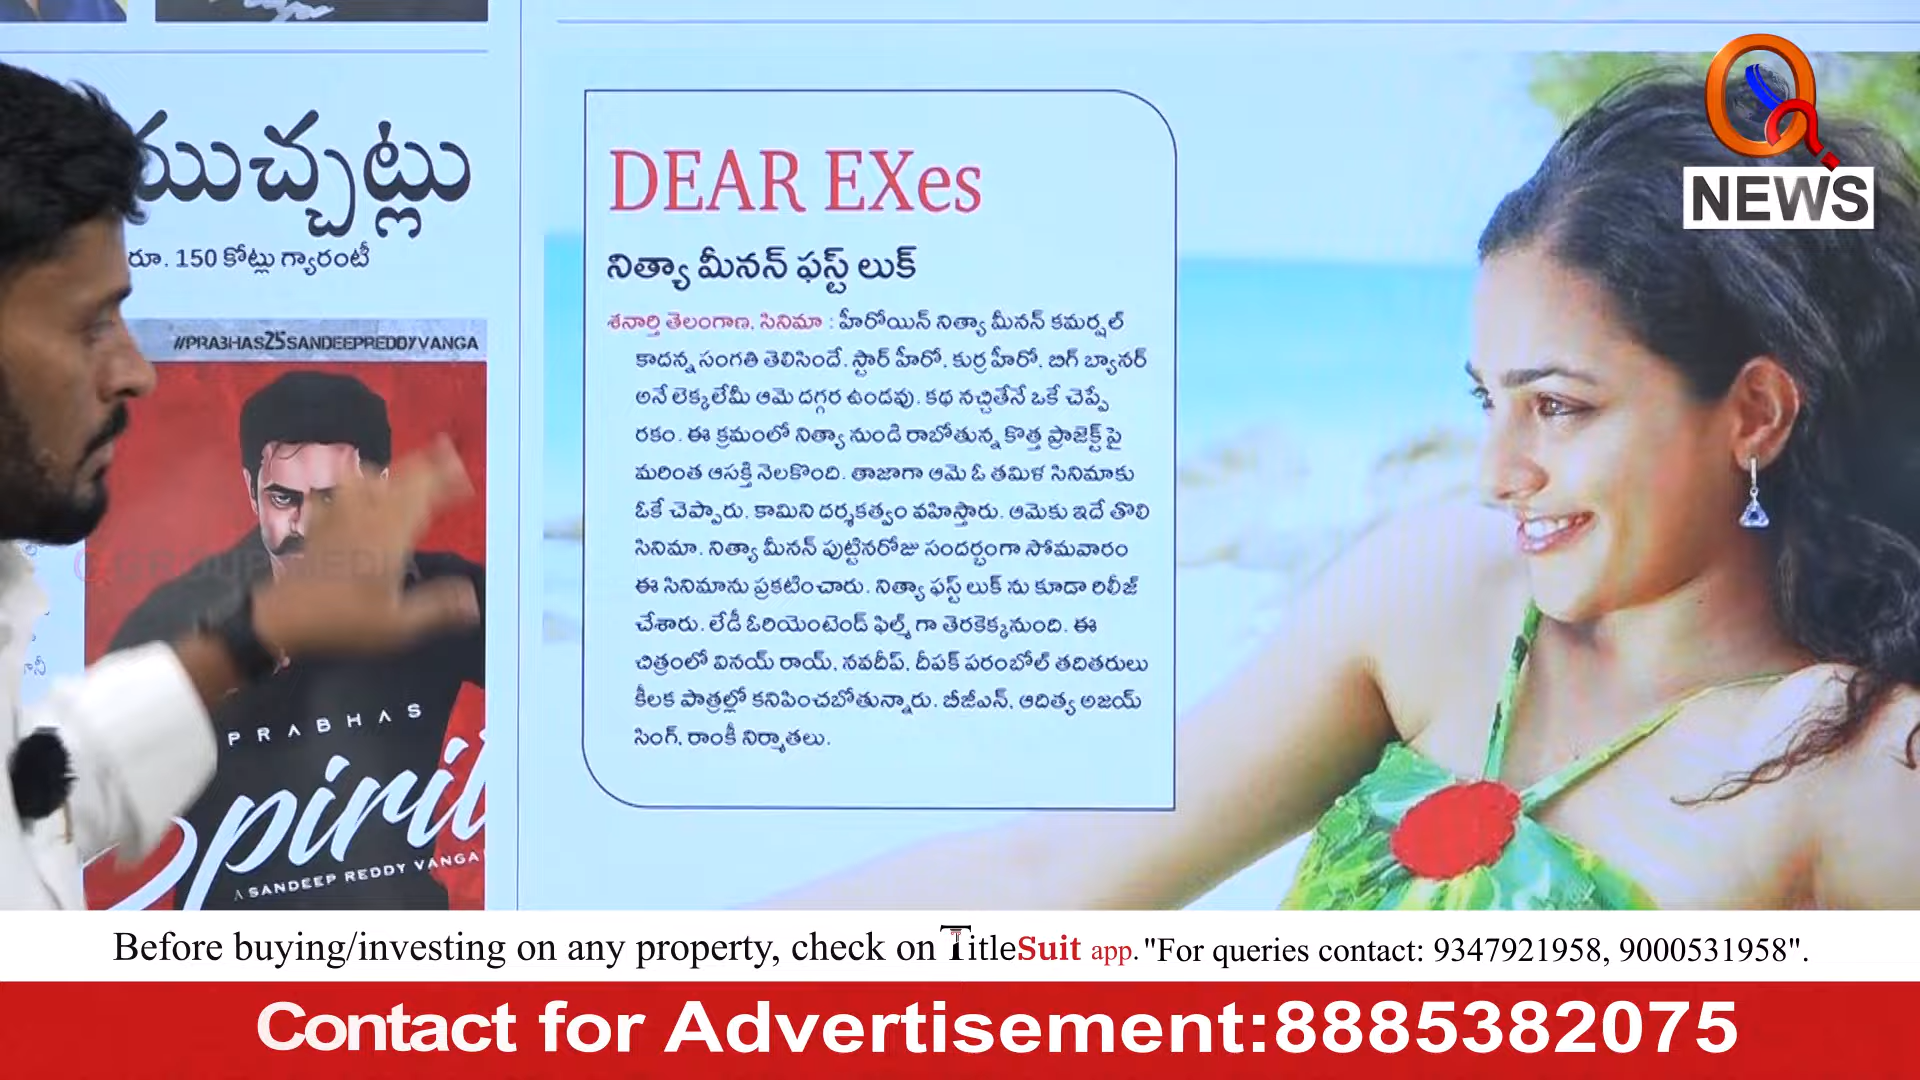 ముచ్చట్లు
రూ. 150 కోట్లు గ్యారంటీ
#PRABHAS25SANDEEPREDDYVANGA
Q GROUP MEDIA
PRABHAS
Spirit
A SANDEEP REDDY VANGA
DEAR EXes
నిత్యా మీనన్ ఫస్ట్ లుక్
శనార్తి తెలంగాణ, సినిమా : హీరోయిన్ నిత్యా మీనన్ కమర్షల్
కాదన్న సంగతి తెలిసిందే. స్టార్ హీరో, కుర్ర హీరో, బిగ్ బ్యానర్
అనే లెక్కలేమీ ఆమె దగ్గర ఉండవు. కథ నచ్చితేనే ఒకే చెప్పే
రకం. ఈ క్రమంలో నిత్యా నుండి రాబోతున్న కొత్త ప్రాజెక్ట్ పై
మరింత ఆసక్తి నెలకొంది. తాజాగా ఆమె ఓ తమిళ సినిమాకు
ఓకే చెప్పారు. కామిని దర్శకత్వం వహిస్తారు. ఆమెకు ఇదే తొలి
సినిమా. నిత్యా మీనన్ పుట్టినరోజు సందర్భంగా సోమవారం
ఈ సినిమాను ప్రకటించారు. నిత్యా ఫస్ట్ లుక్ ను కూడా రిలీజ్
చేశారు. లేడీ ఓరియెంటెండ్ ఫిల్మ్ గా తెరకెక్కనుంది. ఈ
చిత్రంలో వినయ్ రాయ్, నవదీప్, దీపక్ పరంబోల్ తదితరులు
కీలక పాత్రల్లో కనిపించబోతున్నారు. బీజీఎన్, ఆదిత్య అజయ్
సింగ్, రాంకీ నిర్మాతలు.
NEWS
Before buying/investing on any property, check on TitleSuit app. "For queries contact: 9347921958, 9000531958".
Contact for Advertisement:8885382075